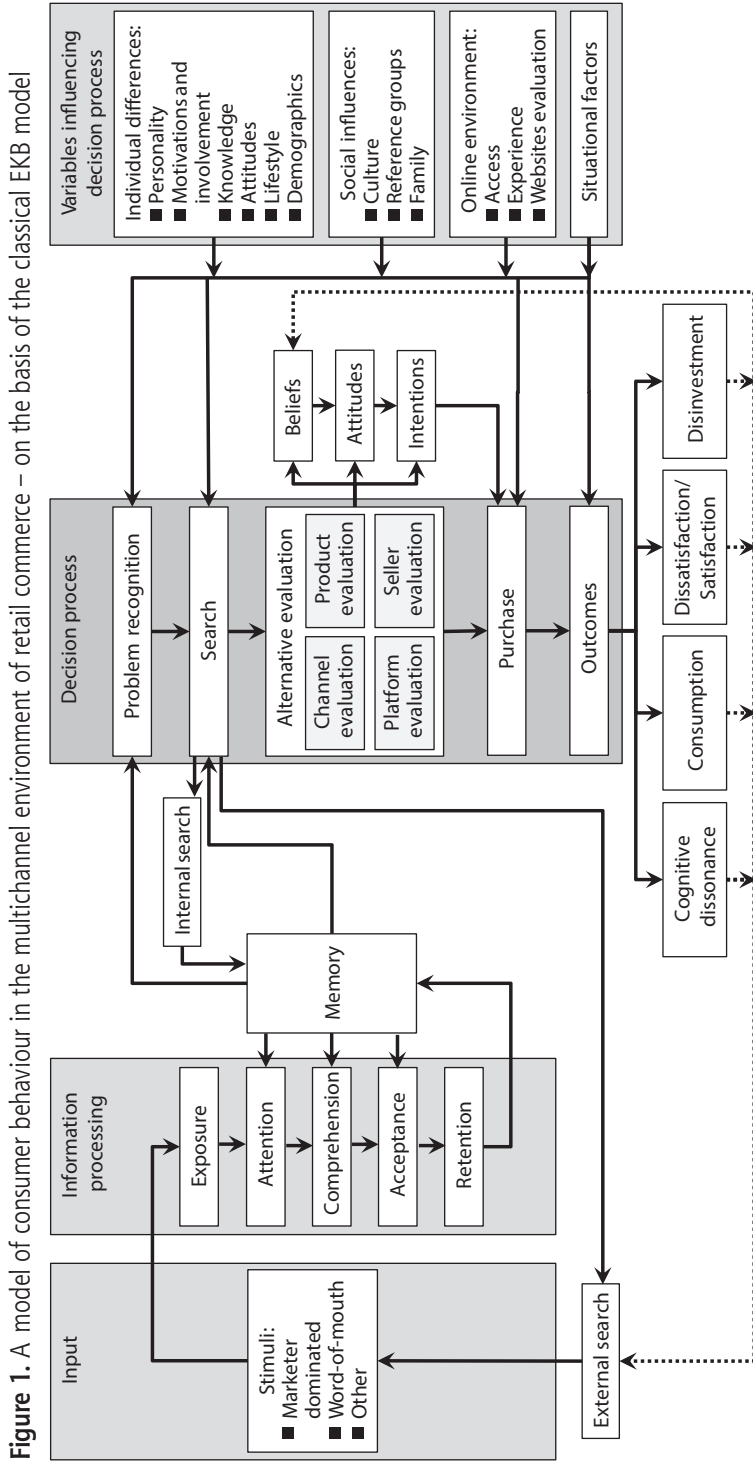 Figure 1. A model of consumer behaviour in the multichannel environment of retail commerce – on the basis of the classical EKB model
Input
Stimuli:
■ Marketer
dominated
■ Word-of-mouth
■ Other
External search
Information
processing
Exposure
Attention
Comprehension
Acceptance
Retention
Memory
Internal search
Decision process
Problem recognition
Search
Alternative evaluation
Channel
evaluation
Product
evaluation
Platform
evaluation
Seller
evaluation
Purchase
Outcomes
Beliefs
Attitudes
Intentions
Variables influencing
decision process
Individual differences:
■ Personality
■ Motivations and
involvement
■ Knowledge
■ Attitudes
■ Lifestyle
■ Demographics
Social influences:
■ Culture
■ Reference groups
■ Family
Online environment:
■ Access
■ Experience
■ Websites evaluation
Situational factors
Cognitive
dissonance
Consumption
Dissatisfaction/
Satisfaction
Disinvestment